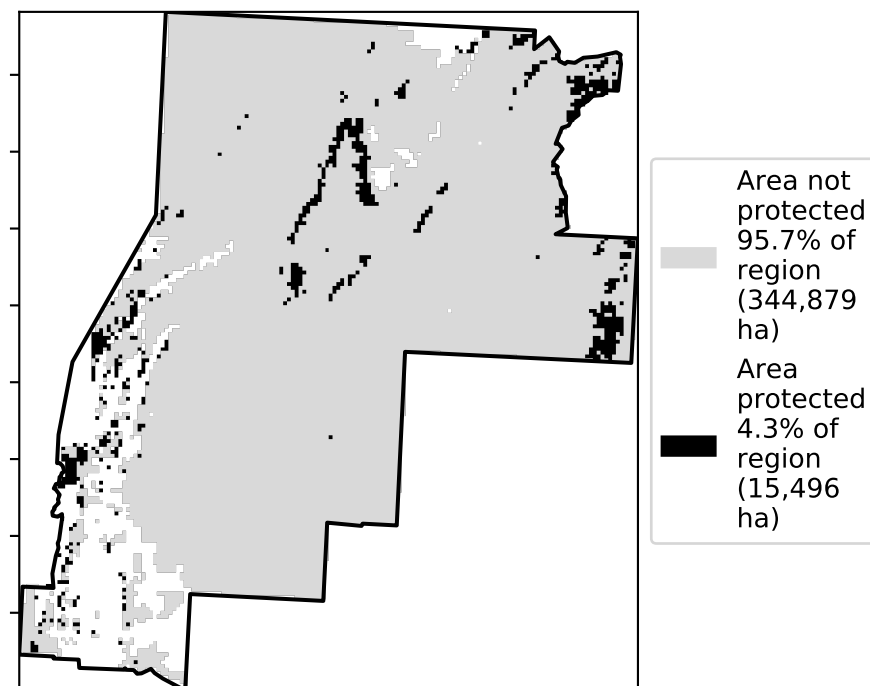 Area not
protected
95.7% of
region
(344,879
ha)
Area
protected
4.3% of
region
(15,496
ha)